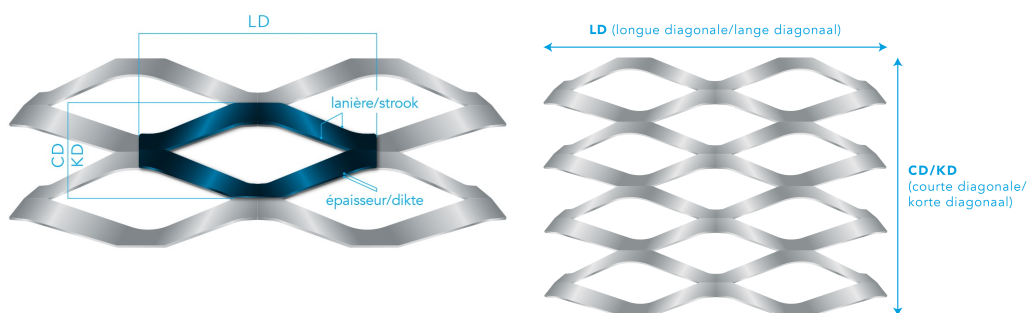 LD
lanière/strook
CD
KD
épaisseur/dikte
LD (longue diagonale/lange diagonaal)
CD/KD
(courte diagonale/
korte diagonaal)